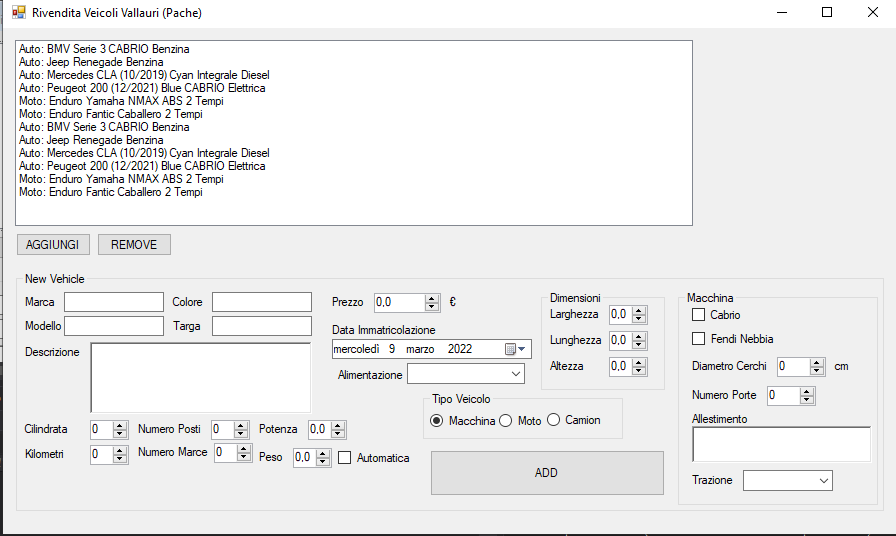 Rivendita Veicoli Vallauri (Pache)
Auto: BMV Serie 3 CABRIO Benzina
Auto: Jeep Renegade Benzina
Auto: Mercedes CLA (10/2019) Cyan Integrale Diesel
Auto: Peugeot 200 (12/2021) Blue CABRIO Elettrica
Moto: Enduro Yamaha NMAX ABS 2 Tempi
Moto: Enduro Fantic Caballero 2 Tempi
Auto: BMV Serie 3 CABRIO Benzina
Auto: Jeep Renegade Benzina
Auto: Mercedes CLA (10/2019) Cyan Integrale Diesel
Auto: Peugeot 200 (12/2021) Blue CABRIO Elettrica
Moto: Enduro Yamaha NMAX ABS 2 Tempi
Moto: Enduro Fantic Caballero 2 Tempi
AGGIUNGI REMOVE
New Vehicle
Marca Colore
Modello Targa
Descrizione
Cilindrata 0 Numero Posti 0 Potenza 0,0
Kilometri 0 Numero Marce 0 Peso 0,0 Automatica
Prezzo 0,0 €
Data Immatricolazione
mercoledì 9 marzo 2022
Alimentazione
Dimensioni
Larghezza 0,0
Lunghezza 0,0
Altezza 0,0
Tipo Veicolo
Macchina Moto Camion
ADD
Macchina
Cabrio
Fendi Nebbia
Diametro Cerchi 0 cm
Numero Porte 0
Allestimento
Trazione